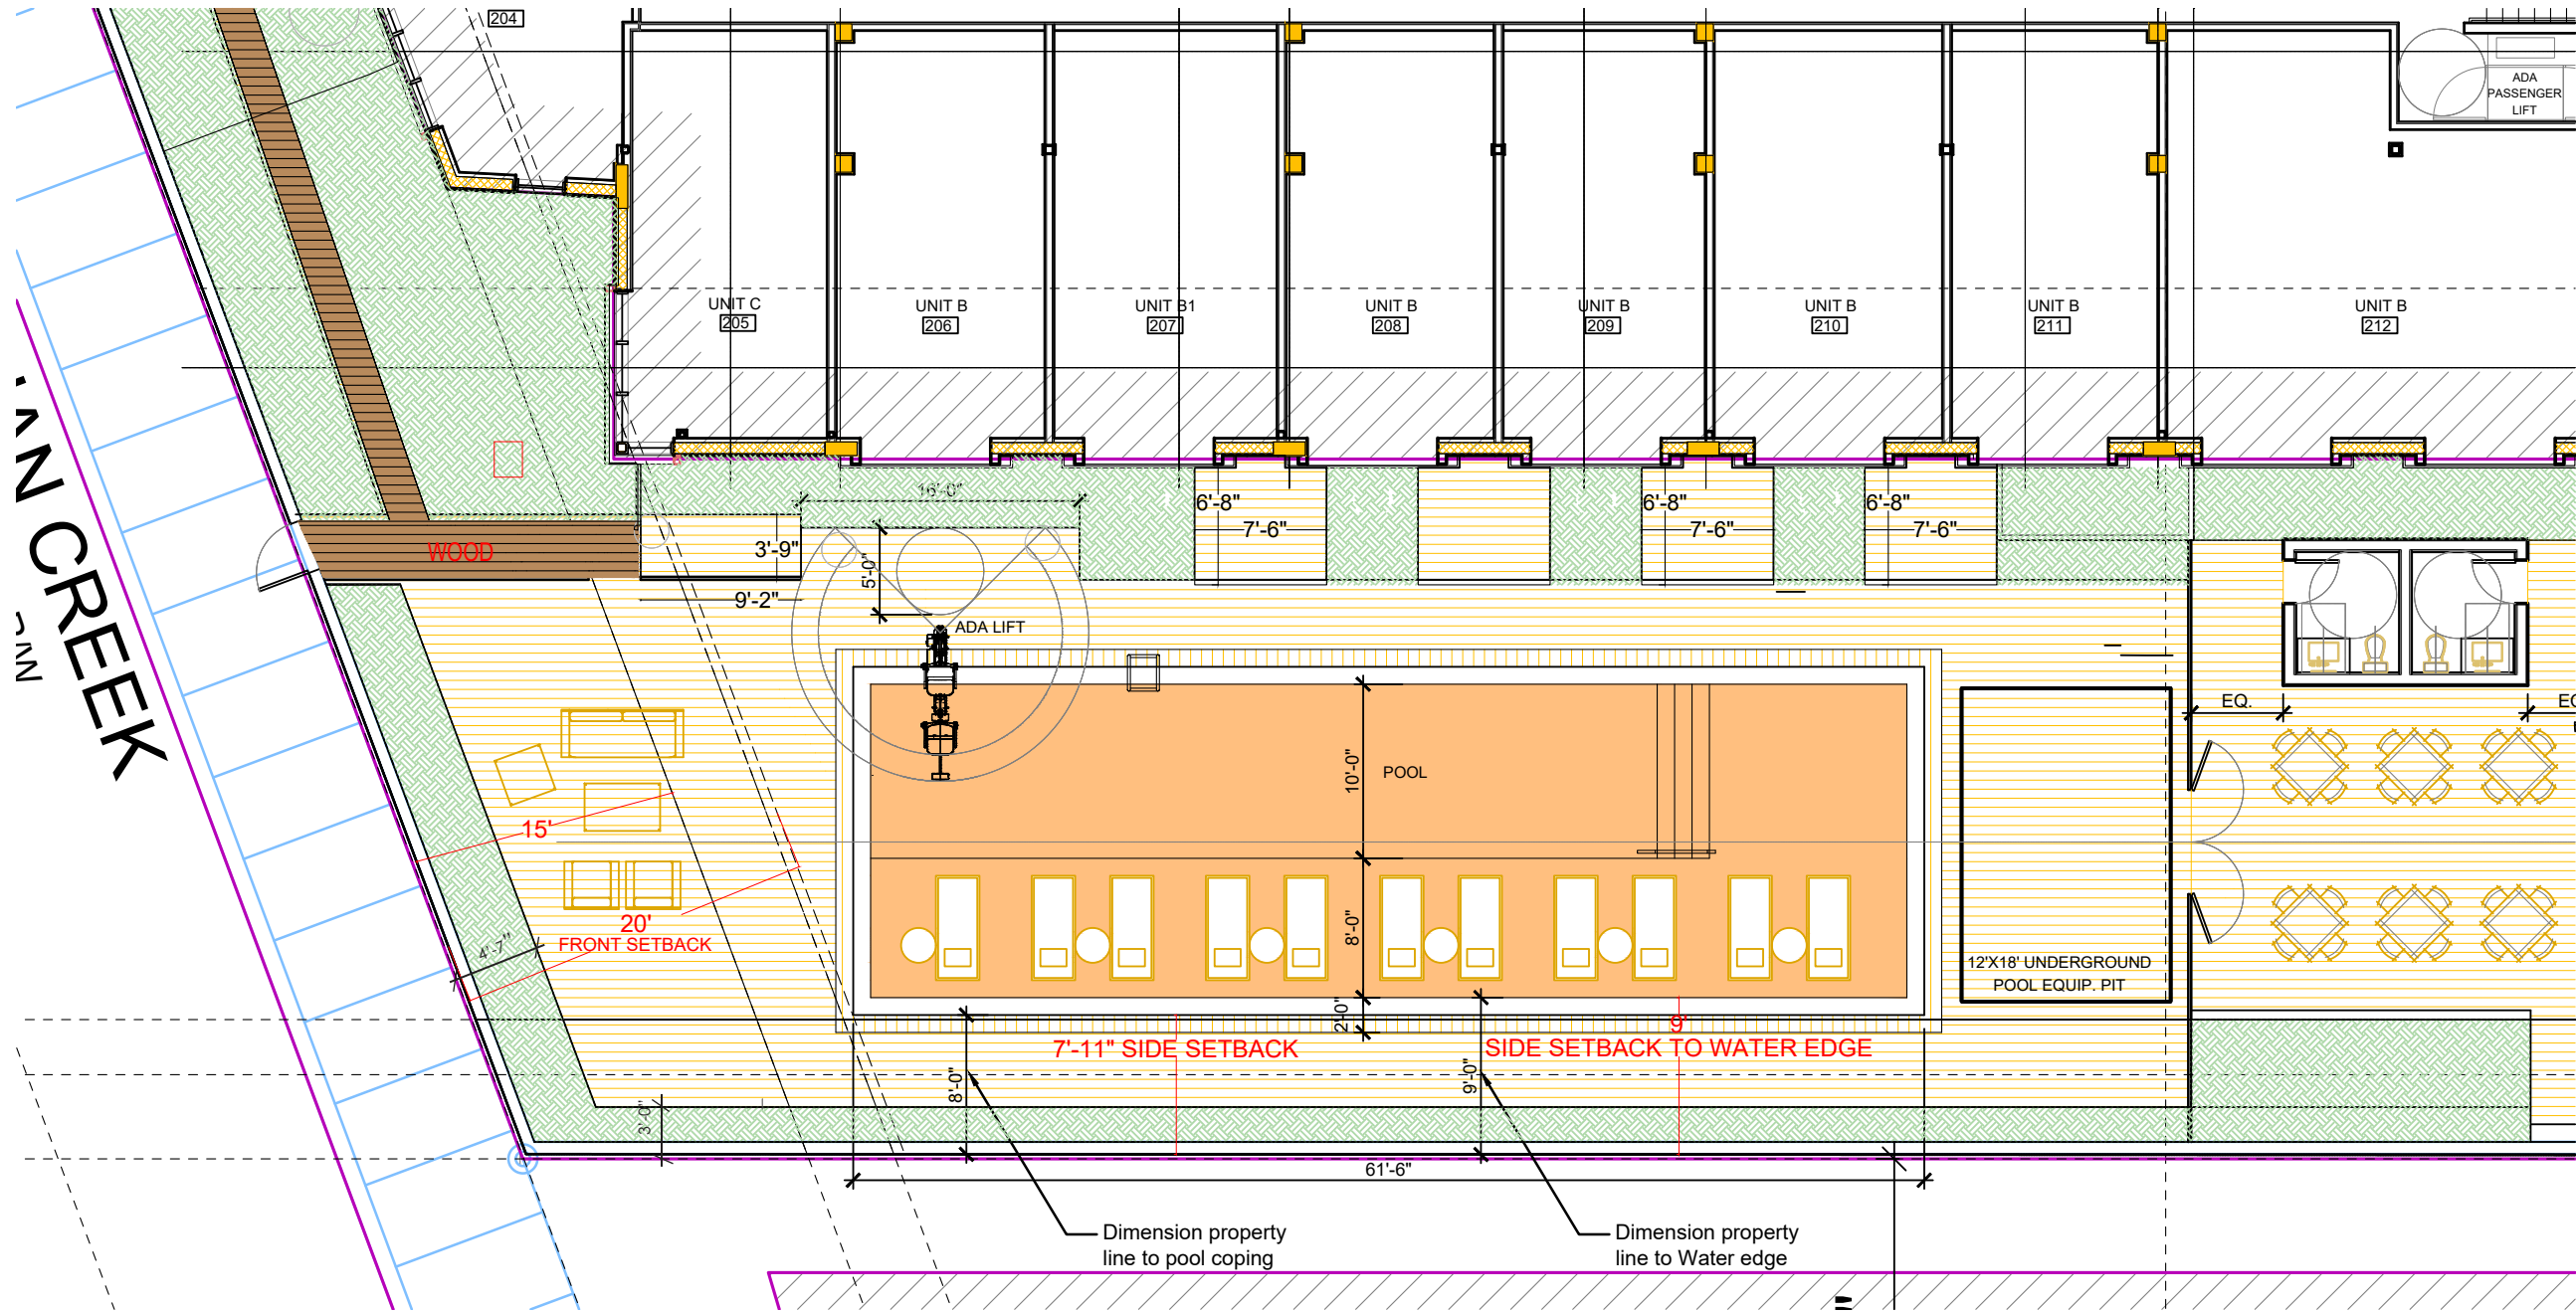 204
ADA
PASSENGER
LIFT
UNIT C
205
UNIT B
206
UNIT B1
207
UNIT B
208
UNIT B
209
UNIT B
210
UNIT B
211
UNIT B
212
AN CREEK
16'-0"
6'-8"
7'-6"
6'-8"
7'-6"
6'-8"
7'-6"
WOOD
3'-9"
9'-2"
5'-0"
ADA LIFT
EQ.
10'-0"
POOL
15'
20'
FRONT SETBACK
4'-7"
8'-0"
12'X18' UNDERGROUND
POOL EQUIP. PIT
2'-0"
9'
7'-11" SIDE SETBACK
SIDE SETBACK TO WATER EDGE
8'-0"
9'-0"
3'-0"
61'-6"
Dimension property
line to pool coping
Dimension property
line to Water edge